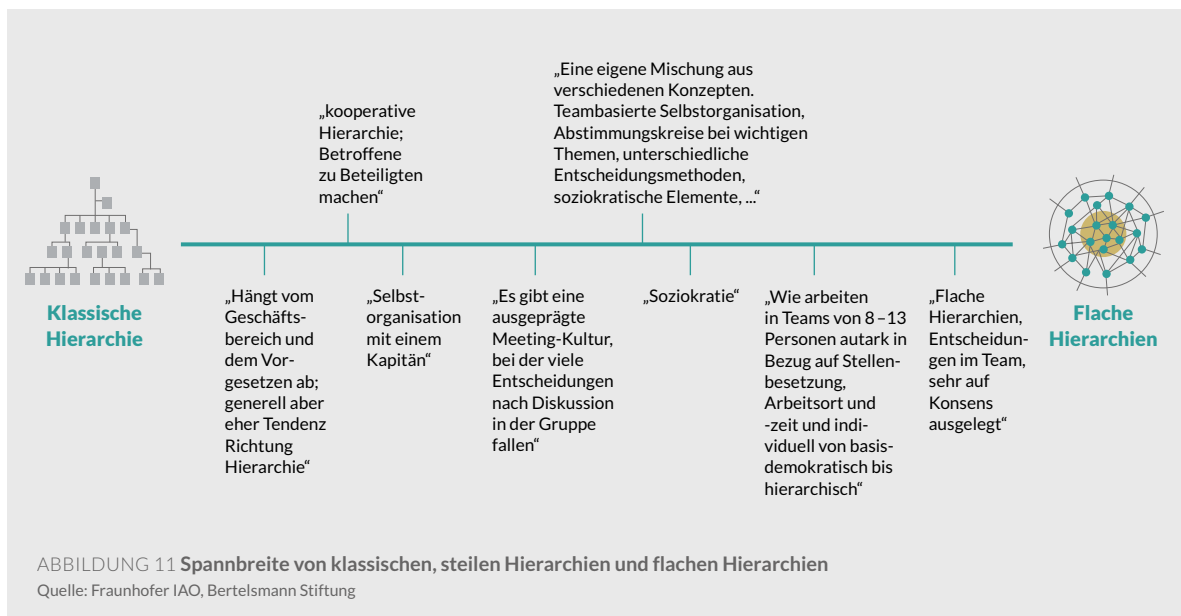 „Eine eigene Mischung aus
verschiedenen Konzepten.
Teambasierte Selbstorganisation,
Abstimmungskreise bei wichtigen
Themen, unterschiedliche
Entscheidungsmethoden,
soziokratische Elemente, ...“
„kooperative
Hierarchie;
Betroffene
zu Beteiligten
machen“
Klassische
Hierarchie
„Hängt vom
Geschäfts-
bereich und
dem Vor-
gesetzen ab;
generell aber
eher Tendenz
Richtung
Hierarchie“
„Selbst-
organisation
mit einem
Kapitän“
„Es gibt eine
ausgeprägte
Meeting-Kultur,
bei der viele
Entscheidungen
nach Diskussion
in der Gruppe
fallen“
„Soziokratie“
„Wie arbeiten
in Teams von 8 – 13
Personen autark in
Bezug auf Stellen-
besetzung,
Arbeitsort und
-zeit und indi-
viduell von basis-
demokratisch bis
hierarchisch“
„Flache
Hierarchien,
Entscheidun-
gen im Team,
sehr auf
Konsens
ausgelegt“
Flache
Hierarchien
ABBILDUNG 11 Spannbreite von klassischen, steilen Hierarchien und flachen Hierarchien
Quelle: Fraunhofer IAO, Bertelsmann Stiftung